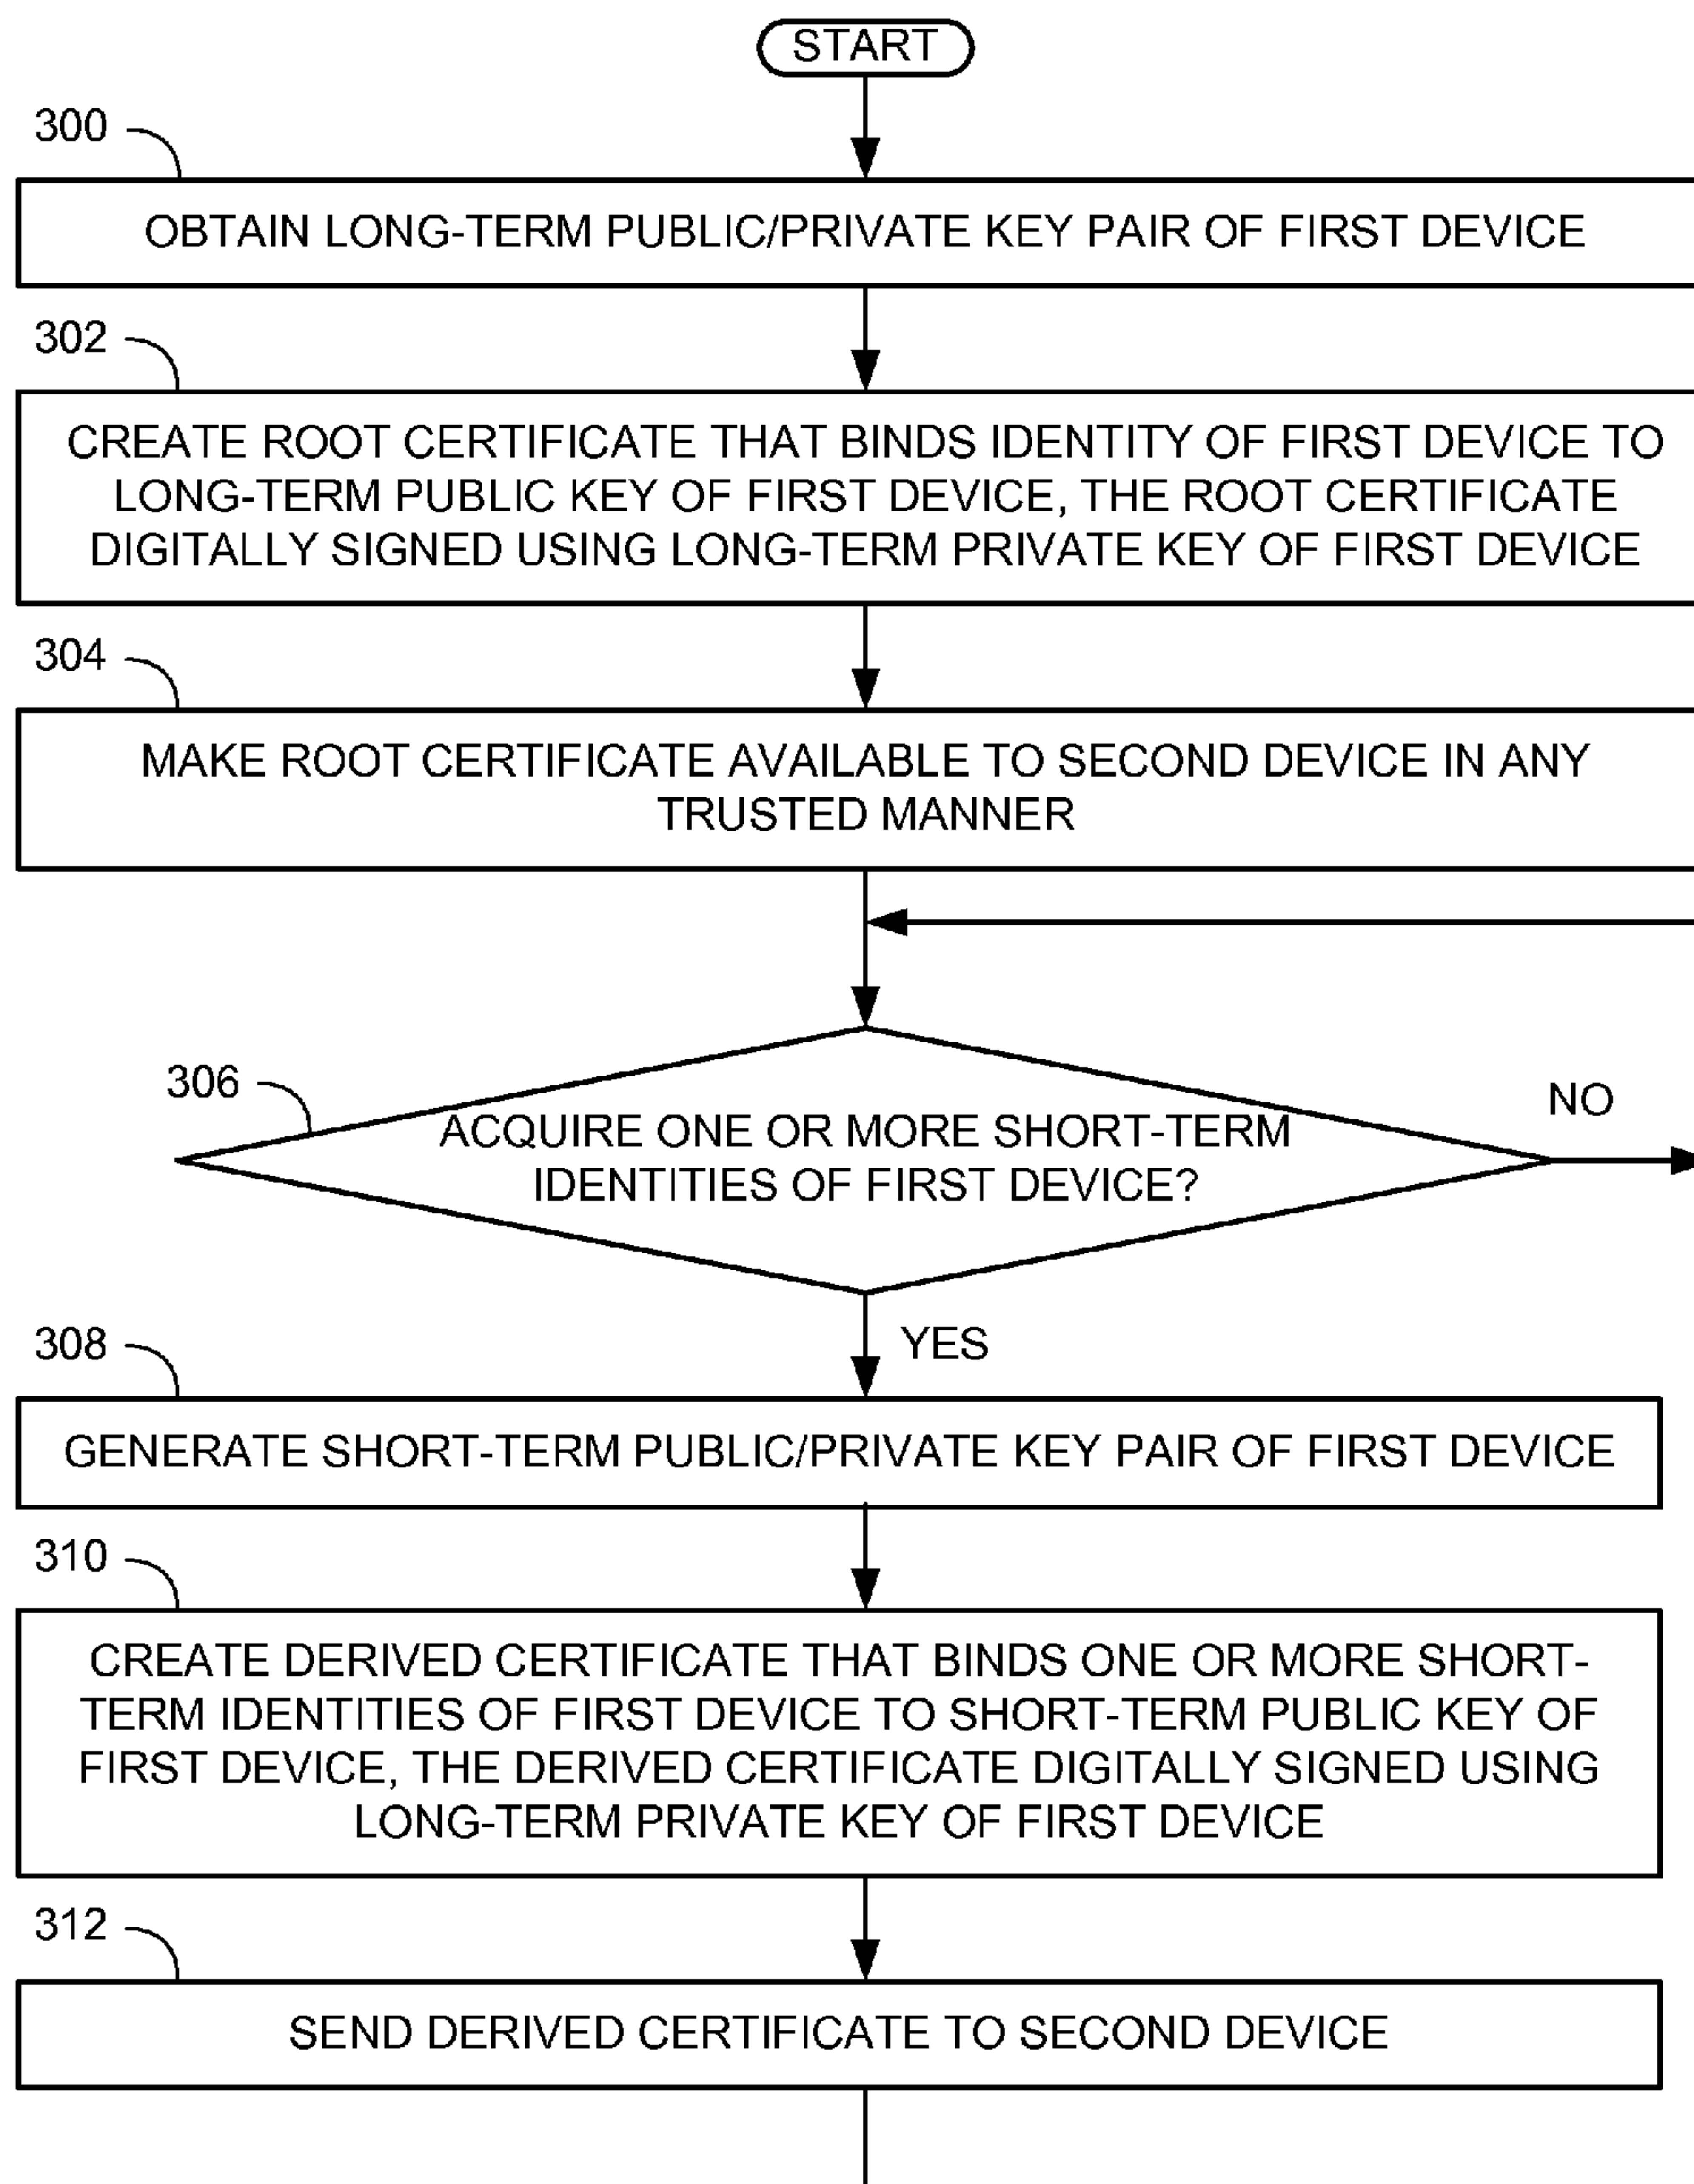 START
300
OBTAIN LONG-TERM PUBLIC/PRIVATE KEY PAIR OF FIRST DEVICE
302
CREATE ROOT CERTIFICATE THAT BINDS IDENTITY OF FIRST DEVICE TO
LONG-TERM PUBLIC KEY OF FIRST DEVICE, THE ROOT CERTIFICATE
DIGITALLY SIGNED USING LONG-TERM PRIVATE KEY OF FIRST DEVICE
304
MAKE ROOT CERTIFICATE AVAILABLE TO SECOND DEVICE IN ANY
TRUSTED MANNER
306
ACQUIRE ONE OR MORE SHORT-TERM
IDENTITIES OF FIRST DEVICE?
NO
YES
308
GENERATE SHORT-TERM PUBLIC/PRIVATE KEY PAIR OF FIRST DEVICE
310
CREATE DERIVED CERTIFICATE THAT BINDS ONE OR MORE SHORT-
TERM IDENTITIES OF FIRST DEVICE TO SHORT-TERM PUBLIC KEY OF
FIRST DEVICE, THE DERIVED CERTIFICATE DIGITALLY SIGNED USING
LONG-TERM PRIVATE KEY OF FIRST DEVICE
312
SEND DERIVED CERTIFICATE TO SECOND DEVICE